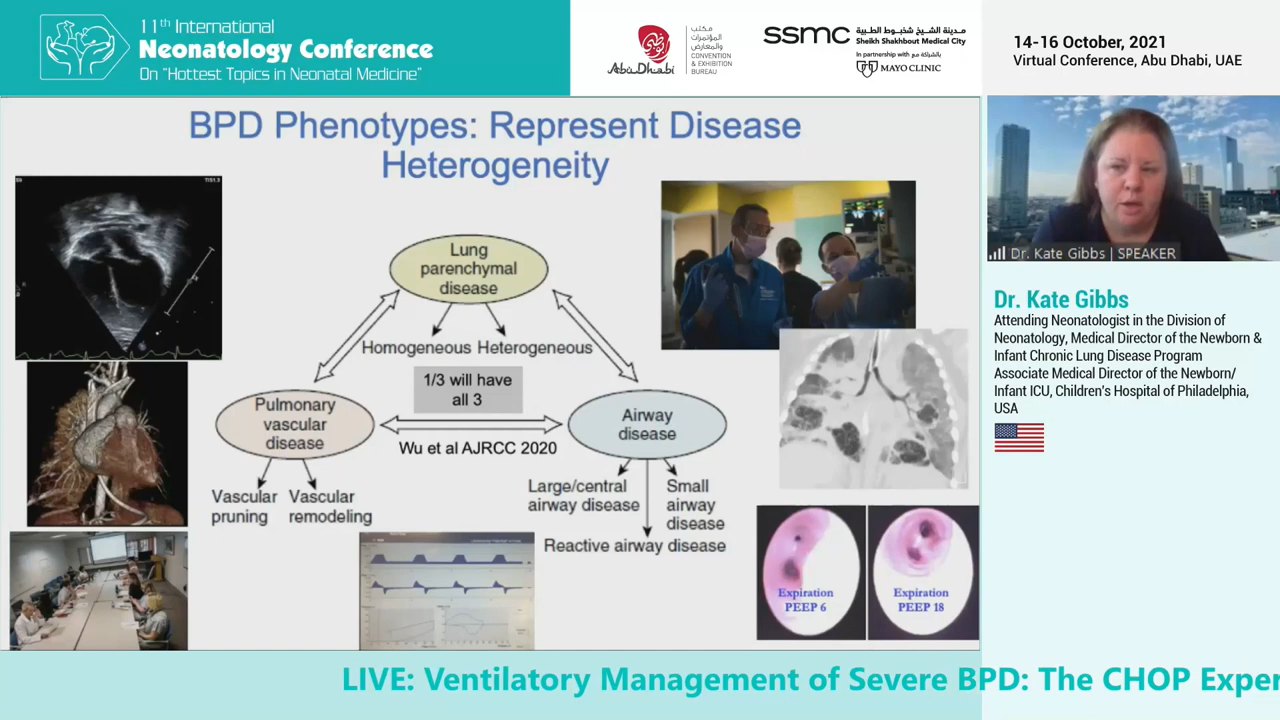 11th International
Neonatology Conference
On "Hottest Topics in Neonatal Medicine"
Abu Dhabi
أبوظبي
مكتب
المؤتمرات
والمعارض
CONVENTION
& EXHIBITION
BUREAU
ssmc
مدينة الشيخ شخبوط الطبية
Sheikh Shakhbout Medical City
In partnership with بالشراكة مع
MAYO CLINIC
14-16 October, 2021
Virtual Conference, Abu Dhabi, UAE
BPD Phenotypes: Represent Disease
Heterogeneity
Lung
parenchymal
disease
Homogeneous Heterogeneous
1/3 will have
all 3
Pulmonary
vascular
disease
Airway
disease
Wu et al AJRCC 2020
Vascular
pruning
Vascular
remodeling
Large/central
airway disease
Small
airway
disease
Reactive airway disease
Expiration
PEEP 6
Expiration
PEEP 18
Dr. Kate Gibbs | SPEAKER
Dr. Kate Gibbs
Attending Neonatologist in the Division of
Neonatology, Medical Director of the Newborn &
Infant Chronic Lung Disease Program
Associate Medical Director of the Newborn/
Infant ICU, Children's Hospital of Philadelphia,
USA
LIVE: Ventilatory Management of Severe BPD: The CHOP Exper